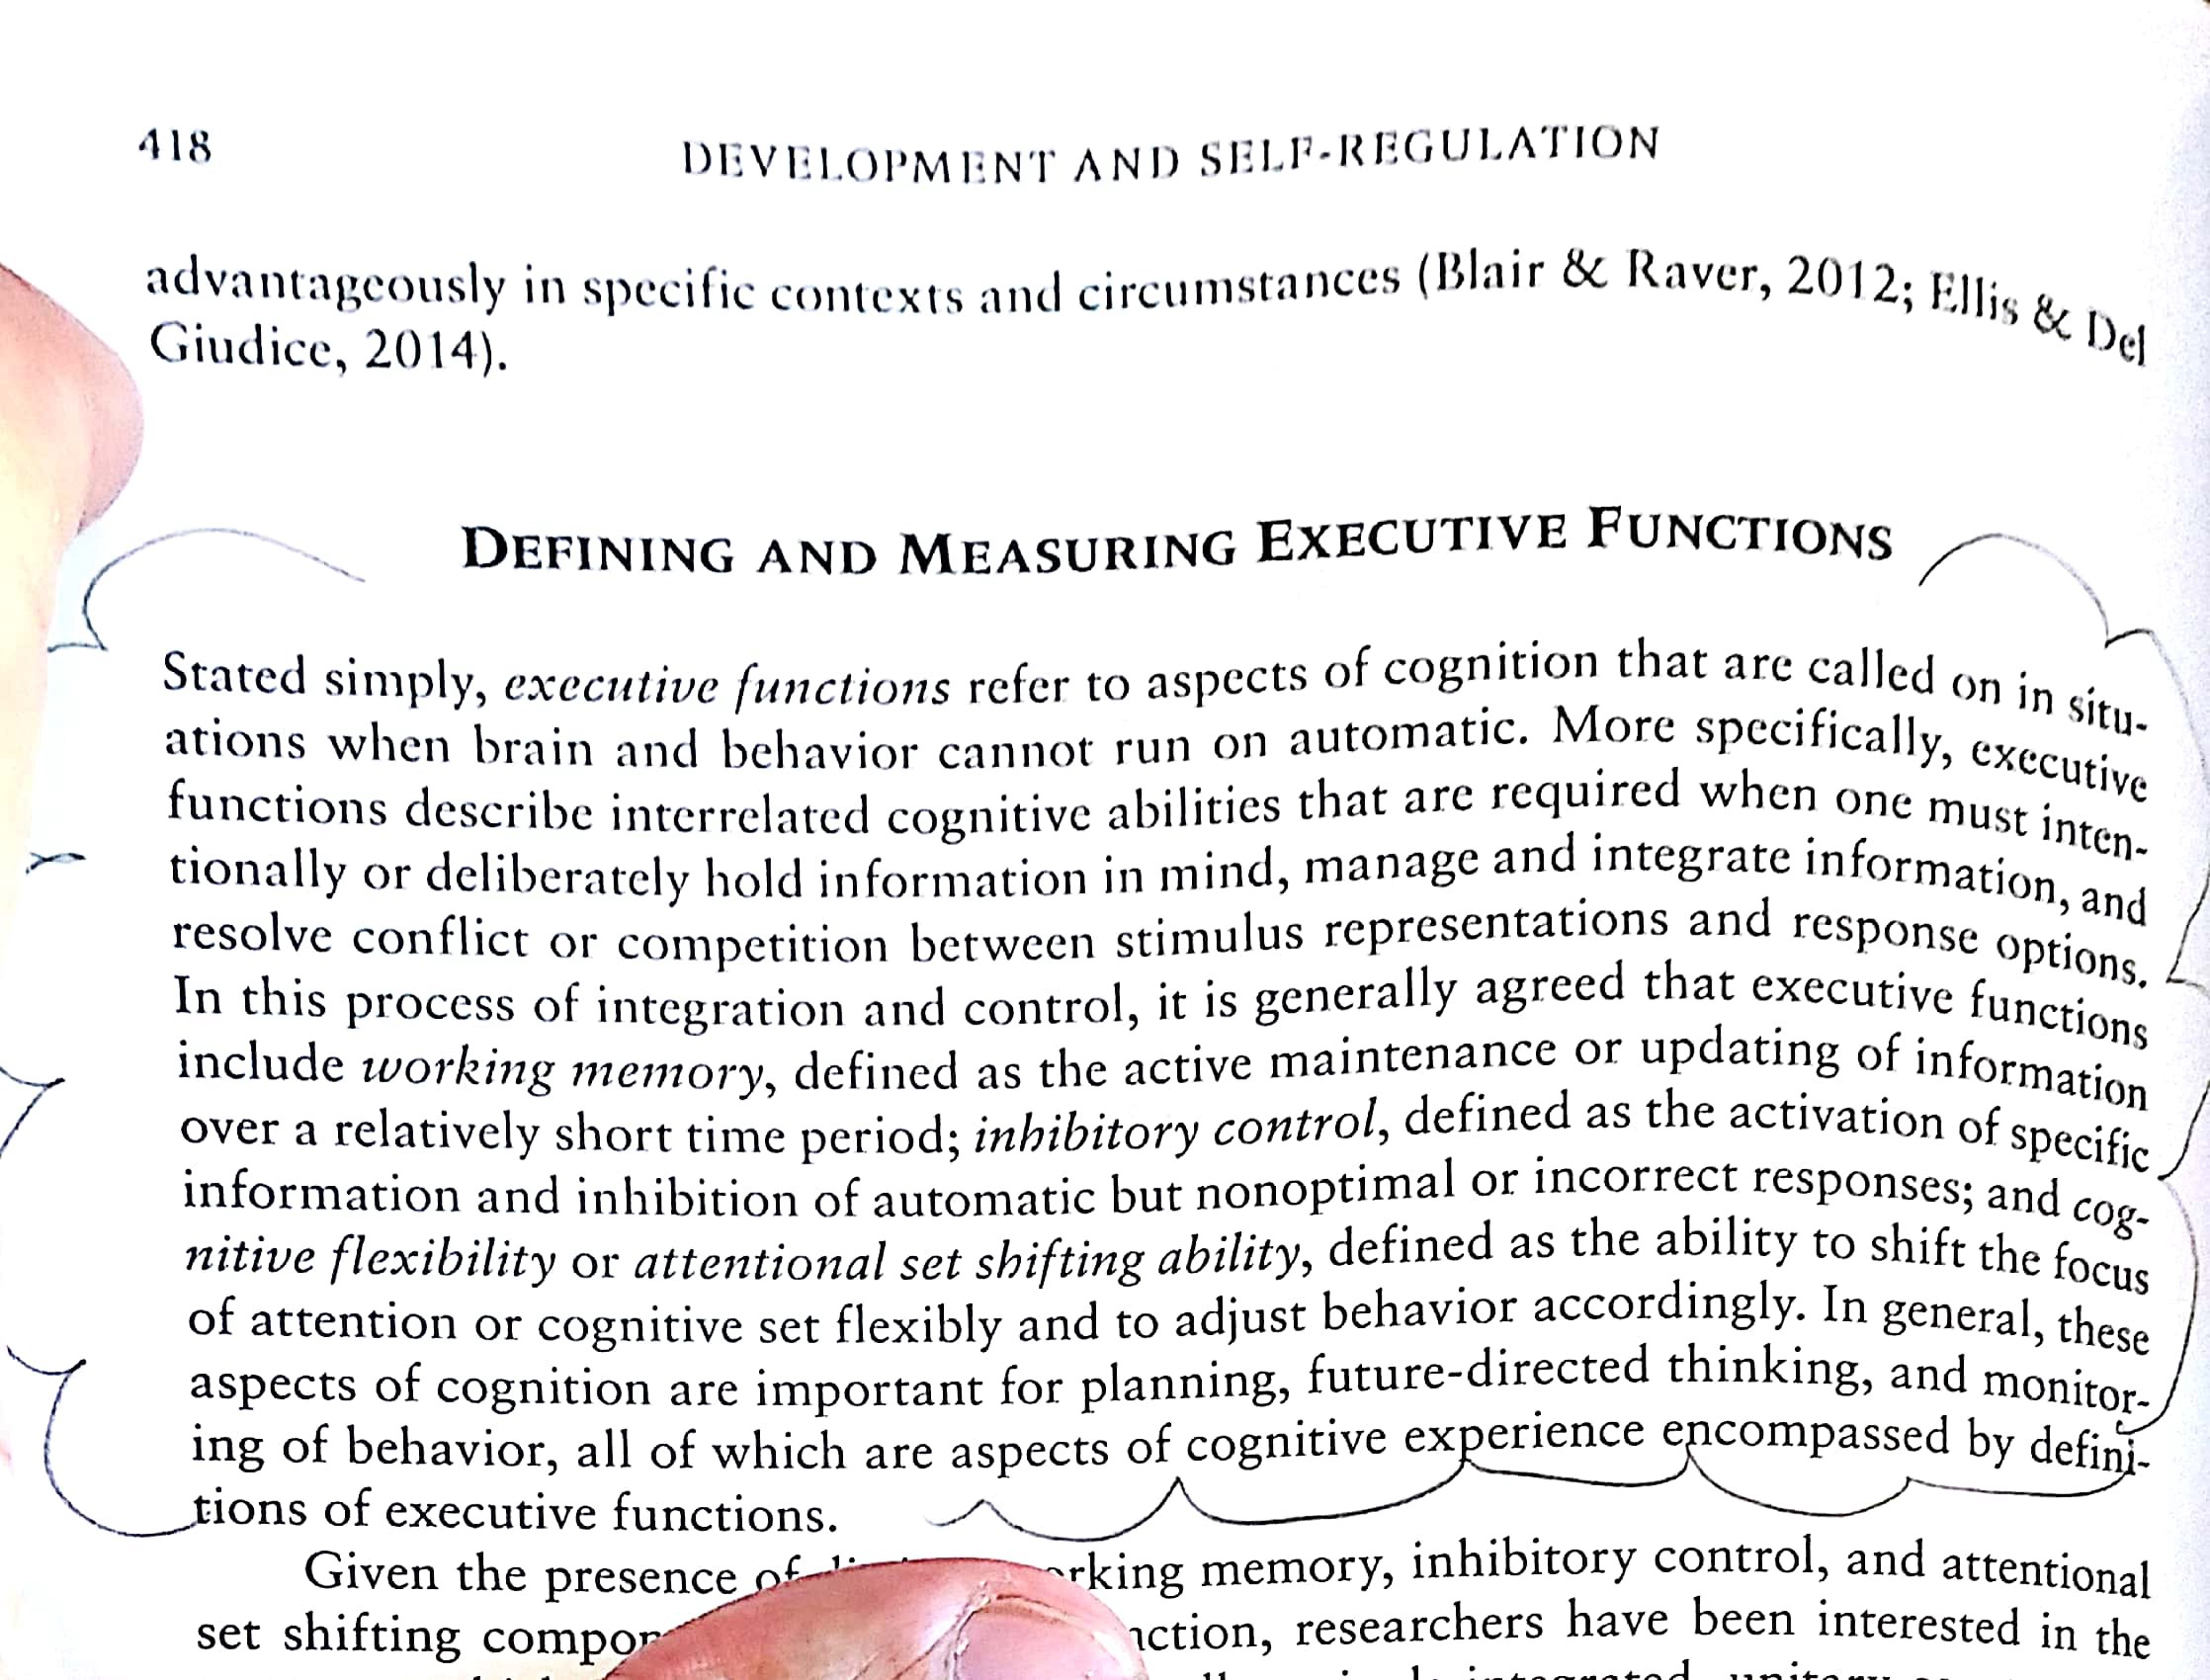 418
DEVELOPMENT AND SELF-REGULATION
advantageously in specific contexts and circumstances (Blair & Raver, 2012; Ellis & Del
Giudice, 2014).
DEFINING AND MEASURING EXECUTIVE FUNCTIONS
Stated simply, executive functions refer to aspects of cognition that are called on in situ-
ations when brain and behavior cannot run on automatic. More specifically, executive
functions describe interrelated cognitive abilities that are required when one must inten-
tionally or deliberately hold information in mind, manage and integrate information, and
resolve conflict or competition between stimulus representations and response options.
In this process of integration and control, it is generally agreed that executive functions
include working memory, defined as the active maintenance or updating of information
over a relatively short time period; inhibitory control, defined as the activation of specific
information and inhibition of automatic but nonoptimal or incorrect responses; and cog-
nitive flexibility or attentional set shifting ability, defined as the ability to shift the focus
of attention or cognitive set flexibly and to adjust behavior accordingly. In general, these
aspects of cognition are important for planning, future-directed thinking, and monitor-
ing of behavior, all of which are aspects of cognitive experience encompassed by defini-
tions of executive functions.
Given the presence of memory, inhibitory control, and attentional
set shifting researchers have been interested in the